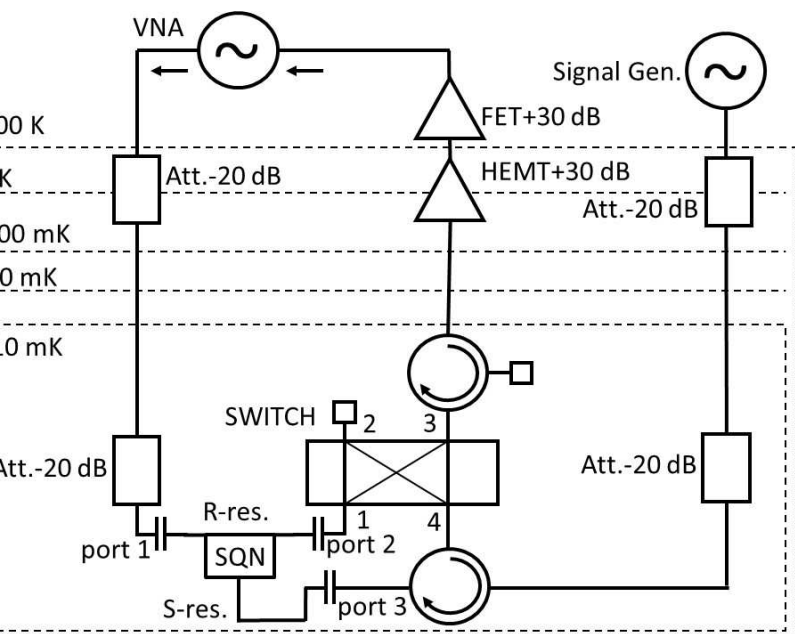 VNA
Signal Gen.
FET+30 dB
00 K
HEMT+30 dB
K
Att.-20 dB
Att.-20 dB
00 mK
0 mK
.0 mK
SWITCH
2
3
Att.-20 dB
Att.-20 dB
R-res.
1
4
port 1
port 2
SQN
S-res.
port 3